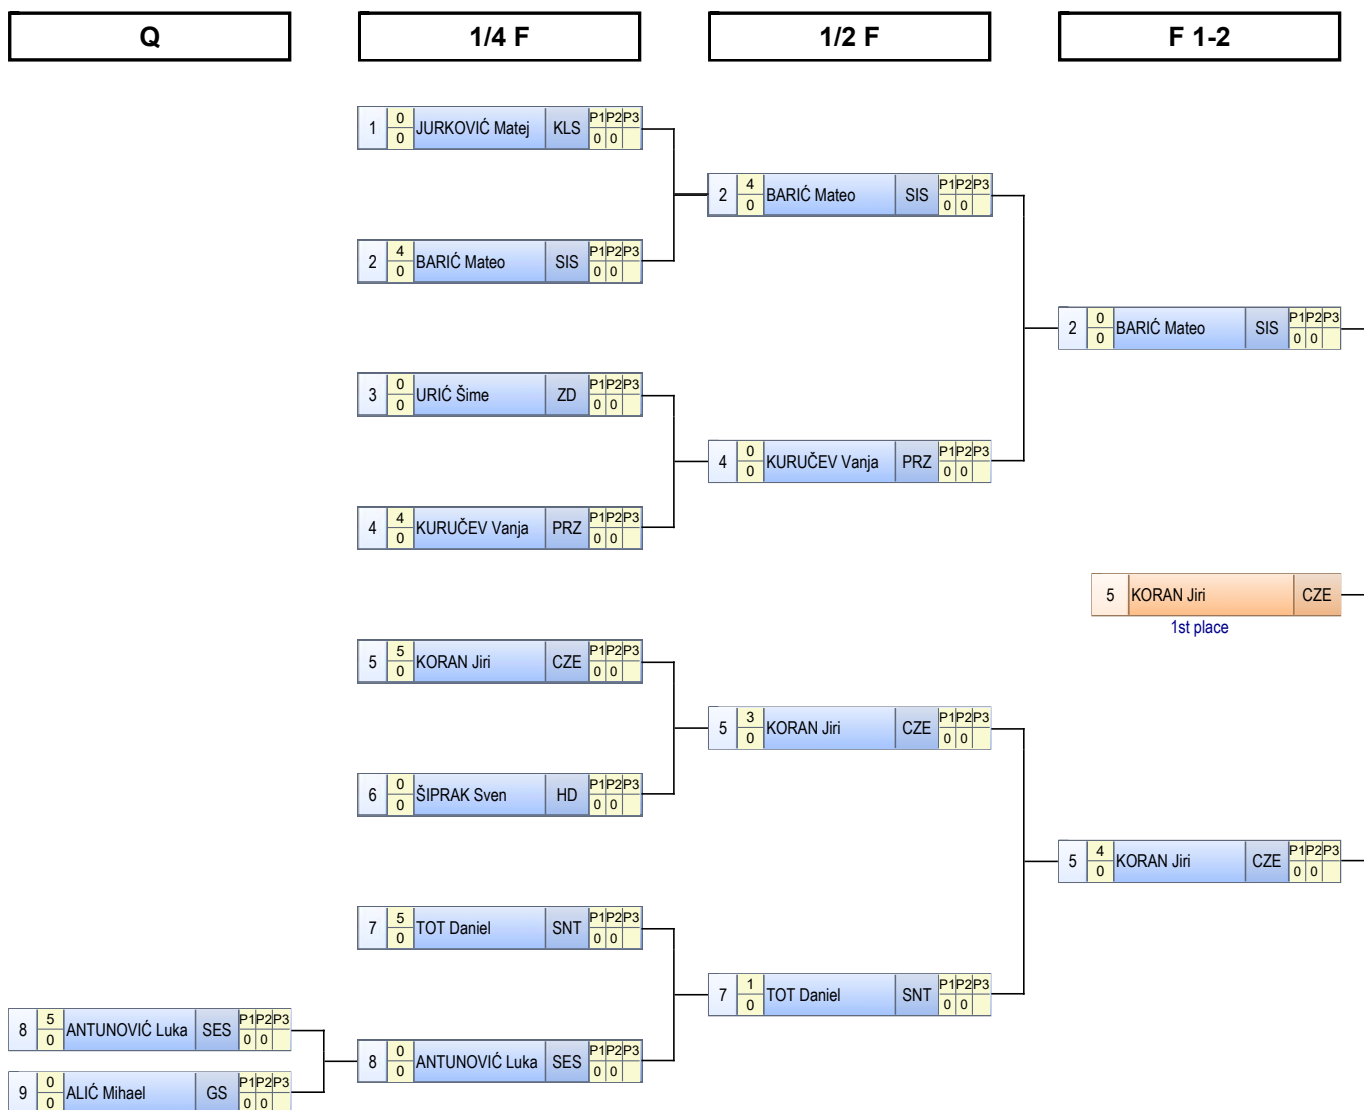 Q 1/4 F 1/2 F F 1-2
1 0 JURKOVIĆ Matej KLS P1 P2 P3
0 0 0
2 4 BARIĆ Mateo SIS P1 P2 P3
0 0 0
2 4 BARIĆ Mateo SIS P1 P2 P3
0 0 0
2 0 BARIĆ Mateo SIS P1 P2 P3
0 0 0
3 0 URIĆ Šime ZD P1 P2 P3
0 0 0
4 0 KURUČEV Vanja PRZ P1 P2 P3
0 0 0
4 4 KURUČEV Vanja PRZ P1 P2 P3
0 0 0
5 KORAN Jiri CZE
1st place
5 5 KORAN Jiri CZE P1 P2 P3
0 0 0
5 3 KORAN Jiri CZE P1 P2 P3
0 0 0
6 0 ŠIPRAK Sven HD P1 P2 P3
0 0 0
5 4 KORAN Jiri CZE P1 P2 P3
0 0 0
7 5 TOT Daniel SNT P1 P2 P3
0 0 0
7 1 TOT Daniel SNT P1 P2 P3
0 0 0
8 5 ANTUNOVIĆ Luka SES P1 P2 P3
0 0 0
8 0 ANTUNOVIĆ Luka SES P1 P2 P3
0 0 0
9 0 ALIĆ Mihael GS P1 P2 P3
0 0 0